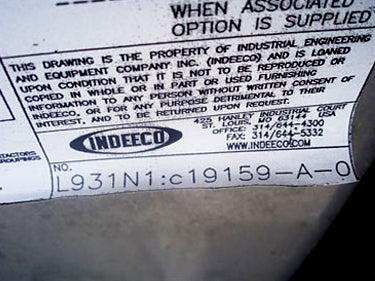 WHEN ASSOCIATED
OPTION IS SUPPLIED
THIS DRAWING IS THE PROPERTY OF INDUSTRIAL ENGINEERING
AND EQUIPMENT COMPANY INC. (INDEECO) AND IS LOANED
UPON CONDITION THAT IT IS NOT TO BE REPRODUCED OR
COPIED IN WHOLE OR IN PART OR USED FURNISHING
INFORMATION TO ANY PERSON WITHOUT WRITTEN CONSENT OF
INDEECO, OR FOR ANY PURPOSE DETRIMENTAL TO THEIR
INTEREST, AND TO BE RETURNED UPON REQUEST.
INDEECO
425 HANLEY INDUSTRIAL COURT
ST. LOUIS, MO 63144 USA
OFFICE: 314/644-4300
FAX: 314/644-5332
WWW.INDEECO.COM
NO.
L931N1:c19159-A-0